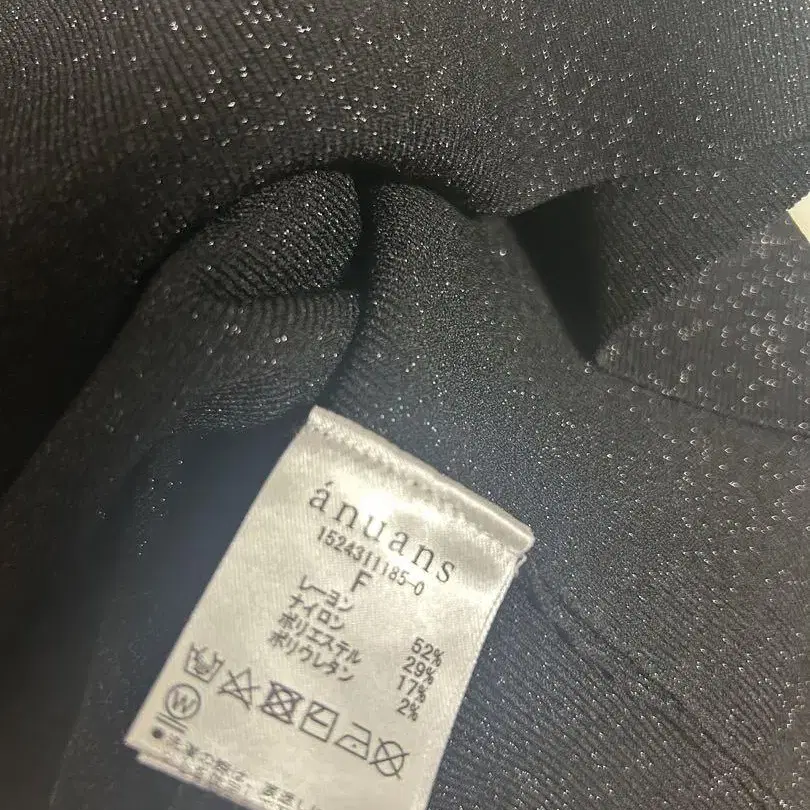 ánuans
1524311185-0
F
レーヨン 52%
ナイロン 29%
ポリエステル 17%
ポリウレタン 2%
W